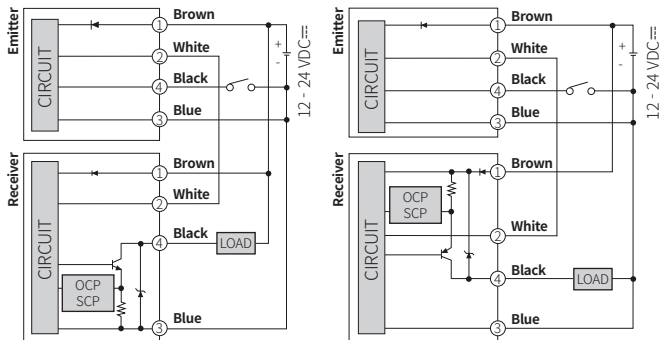 Emitter
CIRCUIT
1 Brown
2 White
4 Black
3 Blue
+
-
12 - 24 VDC⎓
Receiver
CIRCUIT
OCP
SCP
1 Brown
2 White
4 Black
LOAD
3 Blue
Emitter
CIRCUIT
1 Brown
2 White
4 Black
3 Blue
+
-
12 - 24 VDC⎓
Receiver
CIRCUIT
OCP
SCP
1 Brown
2 White
4 Black
LOAD
3 Blue